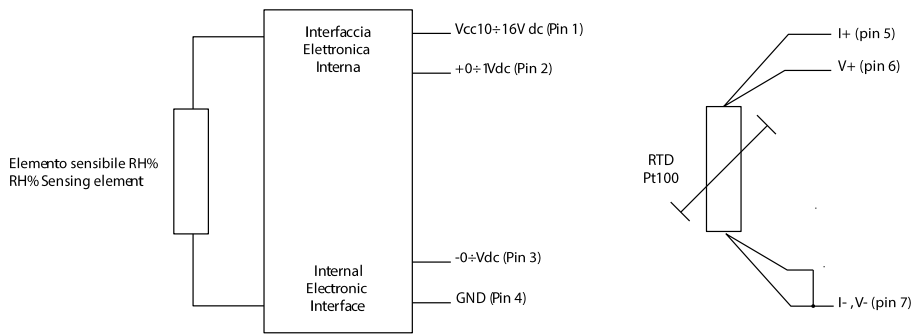 Interfaccia
Elettronica
Interna
Vcc10÷16V dc (Pin 1)
+0÷1Vdc (Pin 2)
Elemento sensibile RH%
RH% Sensing element
Internal
Electronic
Interface
-0÷Vdc (Pin 3)
GND (Pin 4)
I+ (pin 5)
V+ (pin 6)
RTD
Pt100
I- , V- (pin 7)